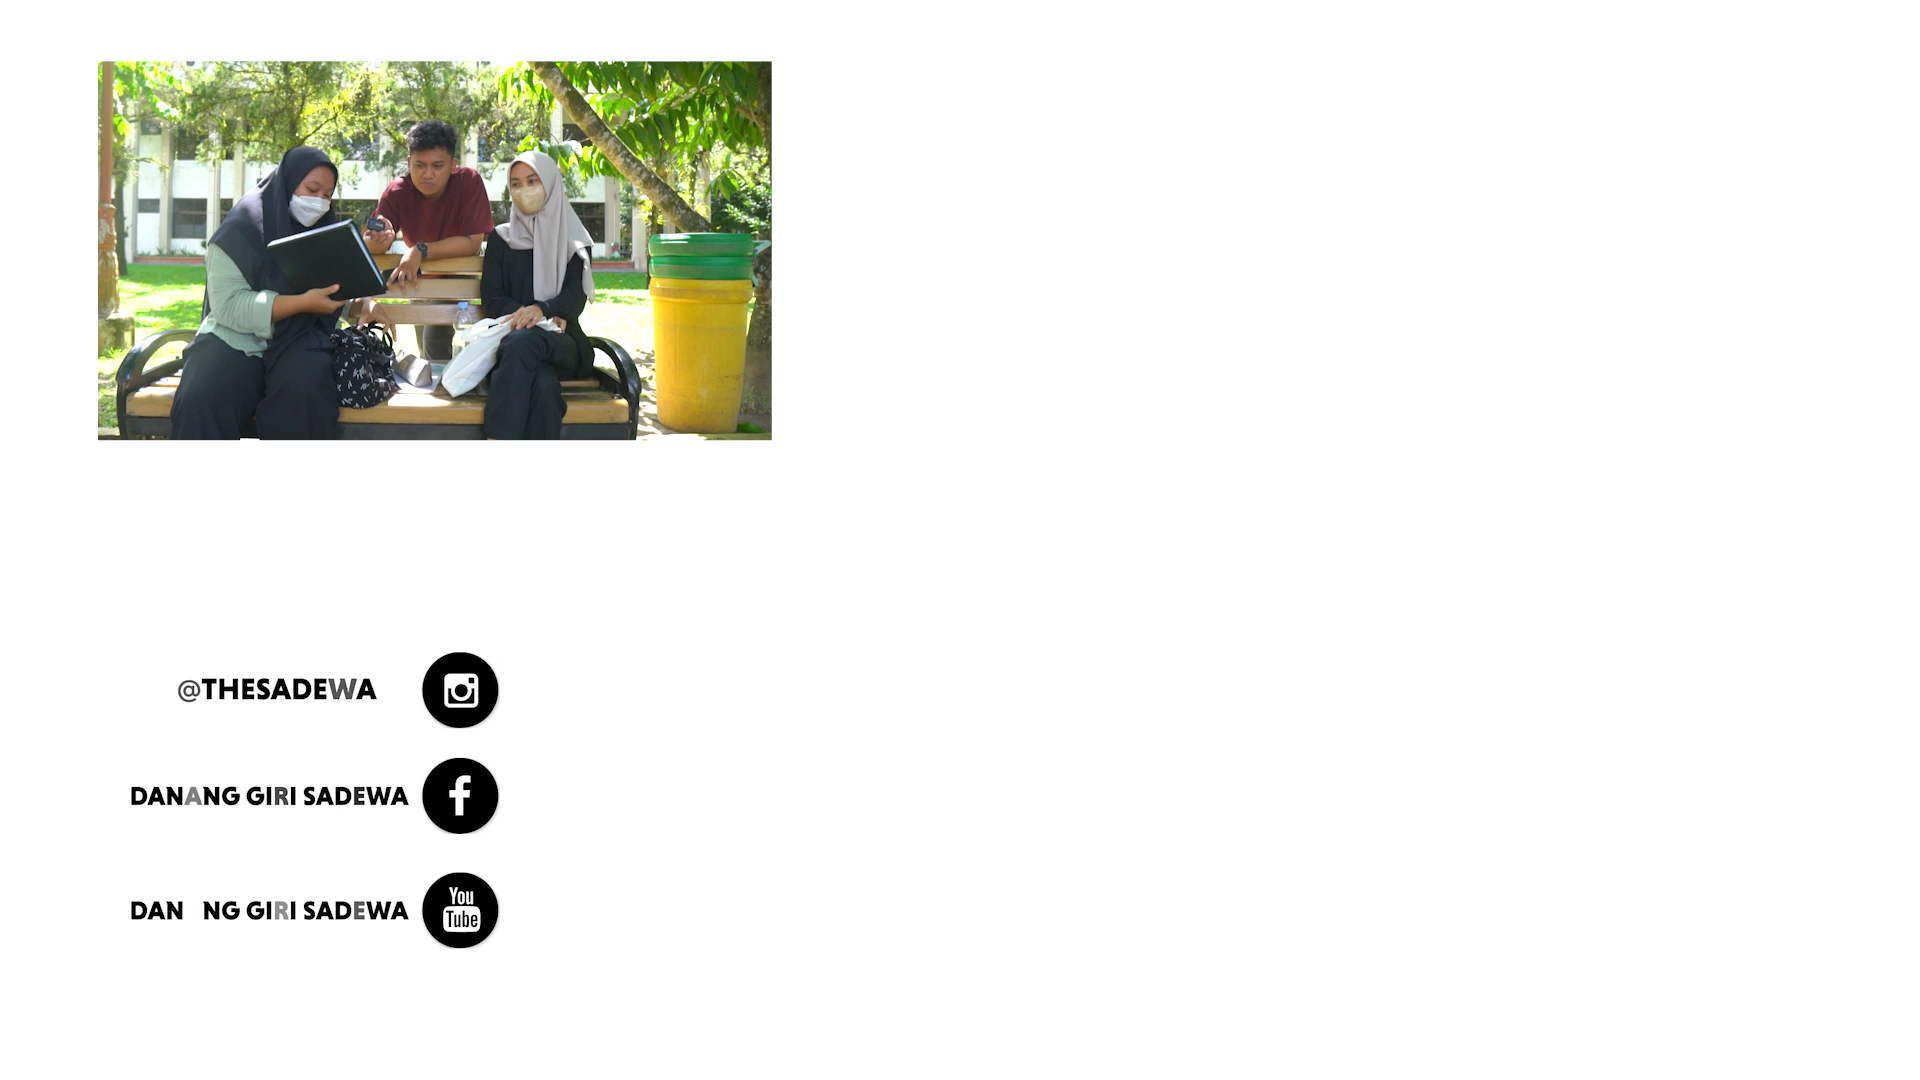 @THESADEWA
DANANG GIRI SADEWA
DAN NG GIRI SADEWA
You
Tube